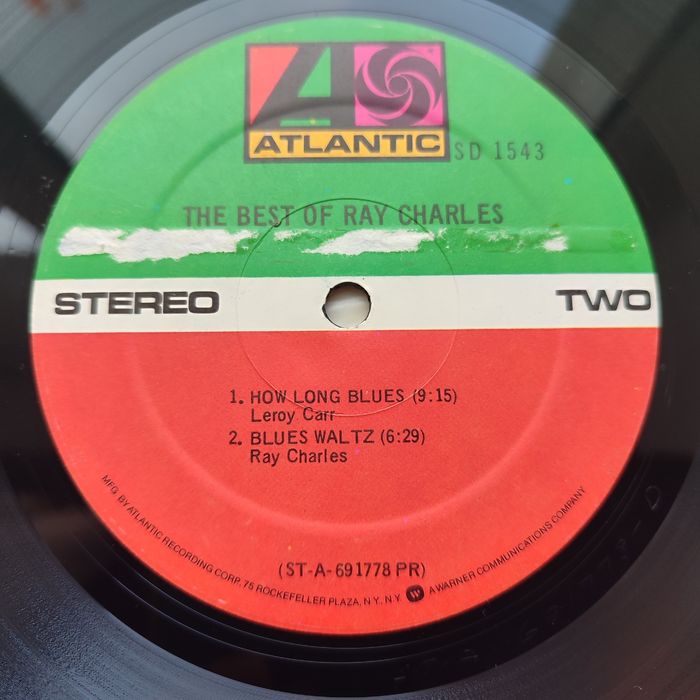 ATLANTIC
SD 1543
THE BEST OF RAY CHARLES
STEREO
TWO
1. HOW LONG BLUES (9:15)
Leroy Carr
2. BLUES WALTZ (6:29)
Ray Charles
(ST-A-691778 PR)
MFG. BY ATLANTIC RECORDING CORP. 75 ROCKEFELLER PLAZA, N.Y. N.Y. A WARNER COMMUNICATIONS COMPANY